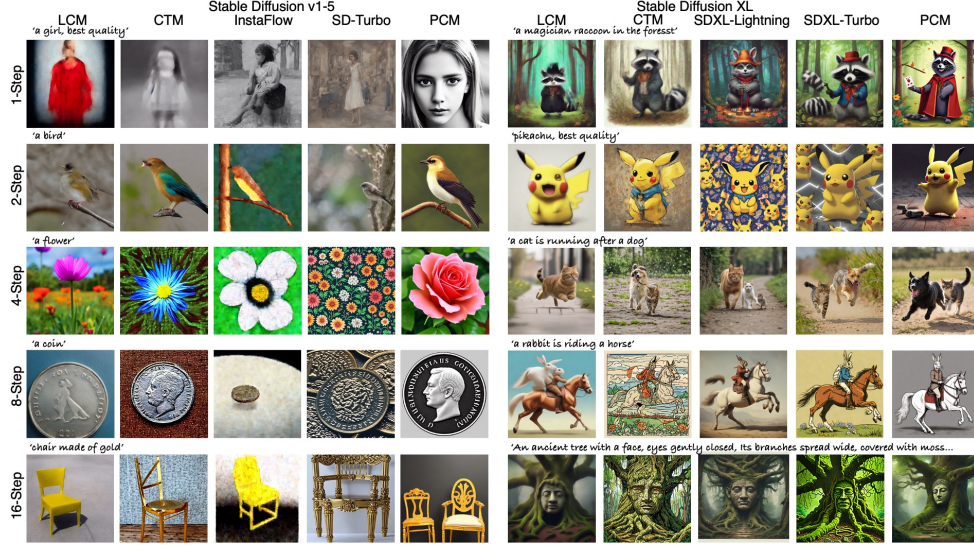 Stable Diffusion v1-5
Stable Diffusion XL
LCM CTM InstaFlow SD-Turbo PCM
LCM CTM SDXL-Lightning SDXL-Turbo PCM
1-Step
'a girl, best quality'
'a magician raccoon in the foresst'
2-Step
'a bird'
'pikachu, best quality'
4-Step
'a flower'
'a cat is running after a dog'
8-Step
'a coin'
'a rabbit is riding a horse'
16-Step
'chair made of gold'
'An ancient tree with a face, eyes gently closed, Its branches spread wide, covered with moss...